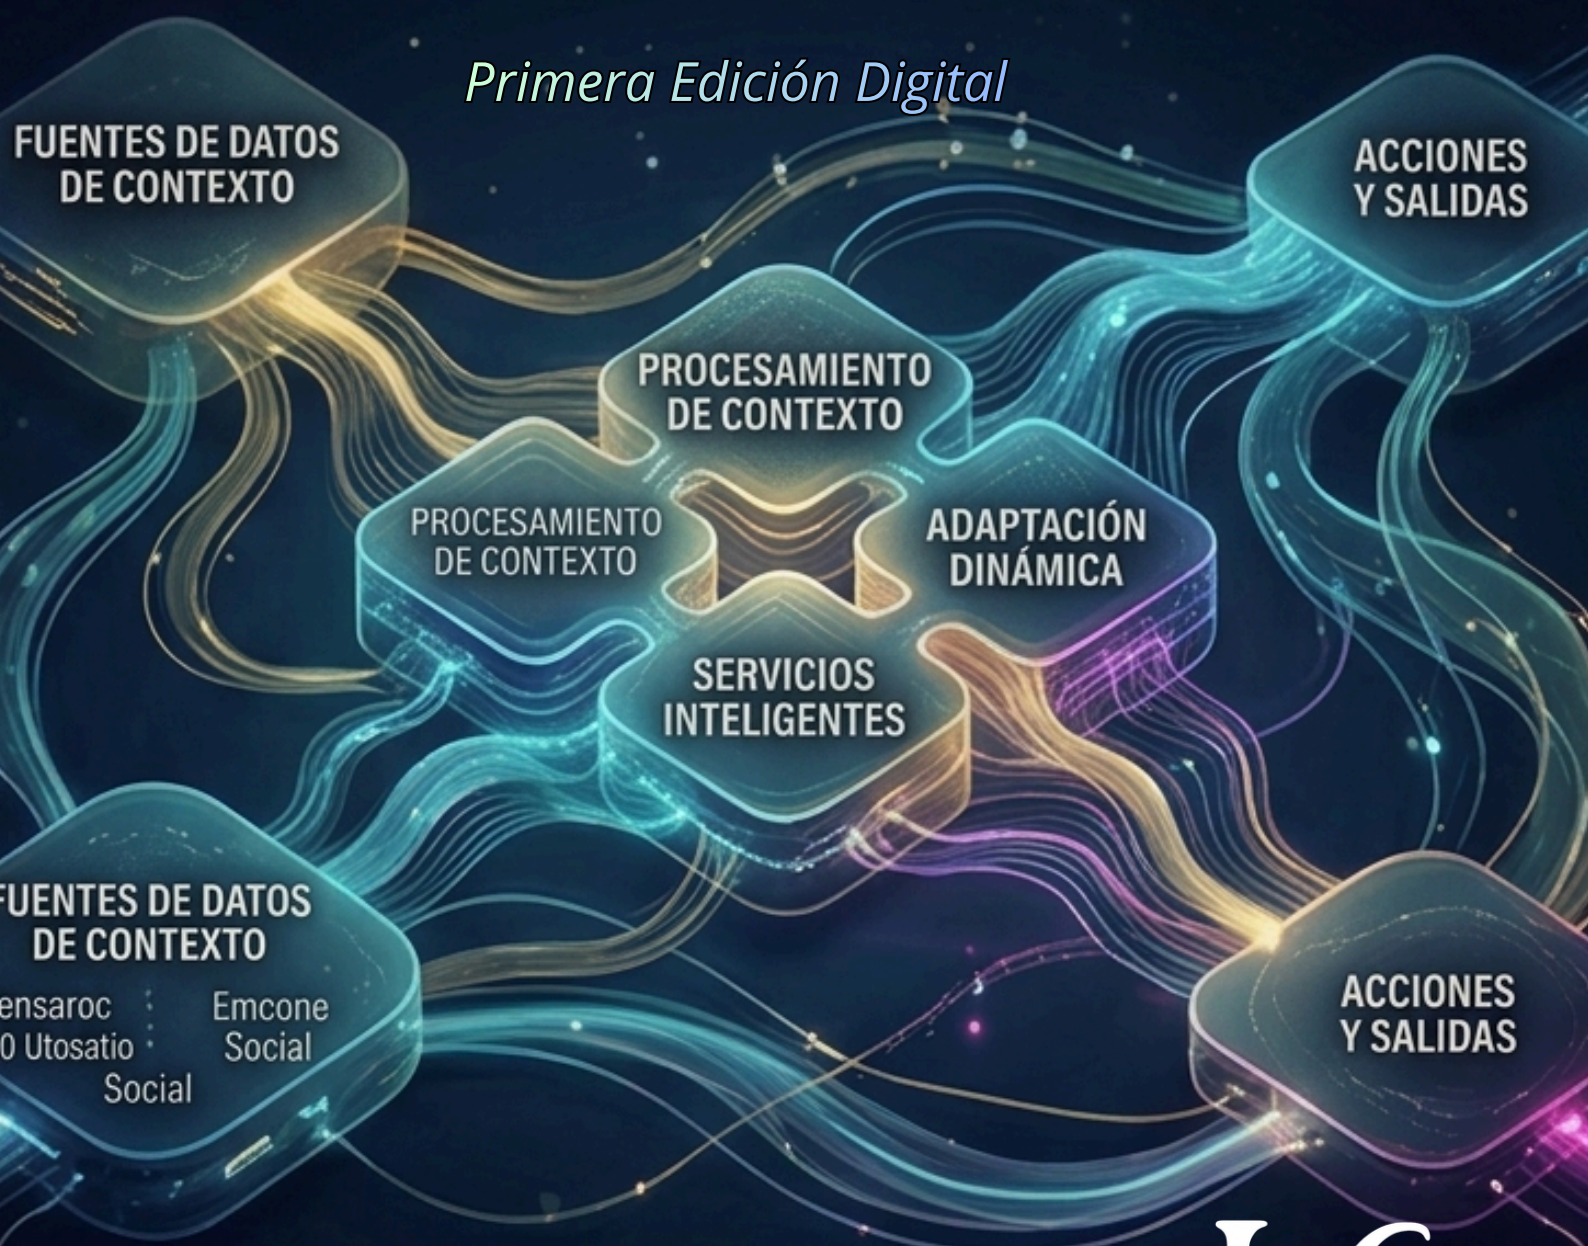 Primera Edición Digital
FUENTES DE DATOS
DE CONTEXTO
ACCIONES
Y SALIDAS
PROCESAMIENTO
DE CONTEXTO
PROCESAMIENTO
DE CONTEXTO
ADAPTACIÓN
DINÁMICA
SERVICIOS
INTELIGENTES
FUENTES DE DATOS
DE CONTEXTO
ensaroc Emcone
0 Utosatio Social
Social
ACCIONES
Y SALIDAS